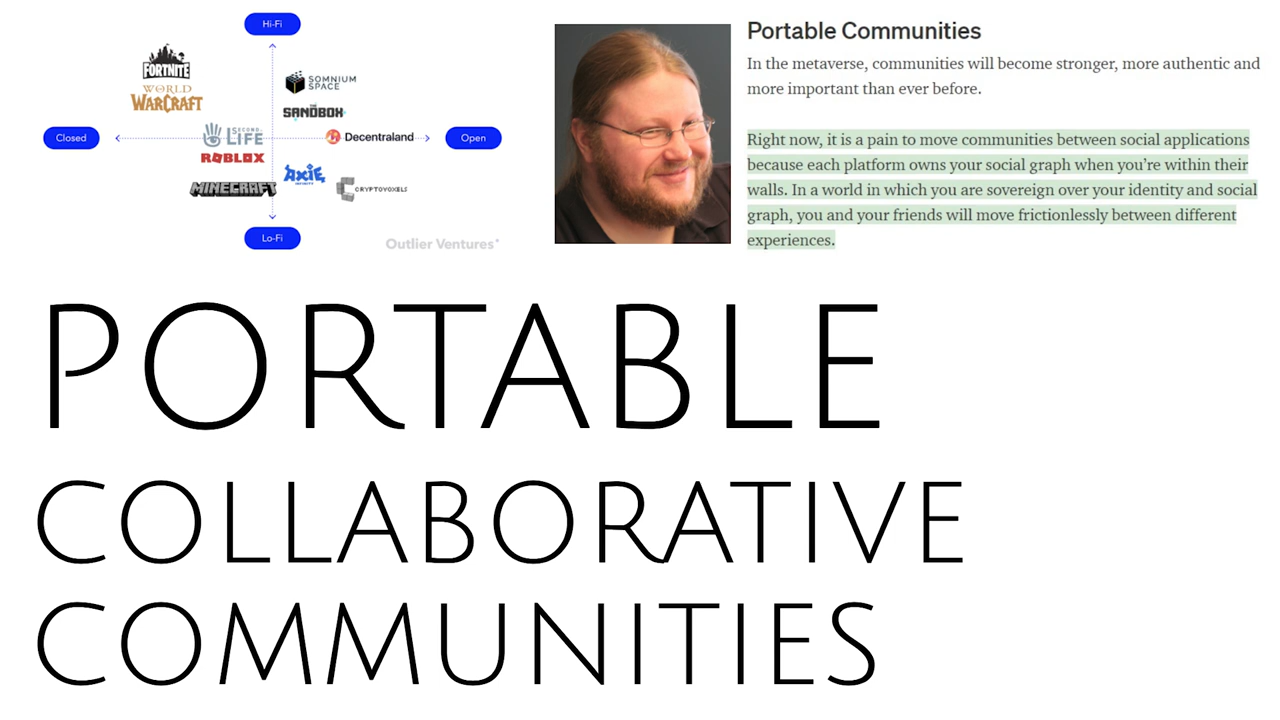 Hi-Fi
FORTNITE
WORLD
WARCRAFT
SOMNIUM
SPACE
THE
SANDBOX
Closed
SECOND
LIFE
Decentraland
Open
ROBLOX
AXIE
INFINITY
MINECRAFT
CRYPTOVOXELS
Lo-Fi
Outlier Ventures*
Portable Communities
In the metaverse, communities will become stronger, more authentic and
more important than ever before.
Right now, it is a pain to move communities between social applications
because each platform owns your social graph when you’re within their
walls. In a world in which you are sovereign over your identity and social
graph, you and your friends will move frictionlessly between different
experiences.
PORTABLE
COLLABORATIVE
COMMUNITIES